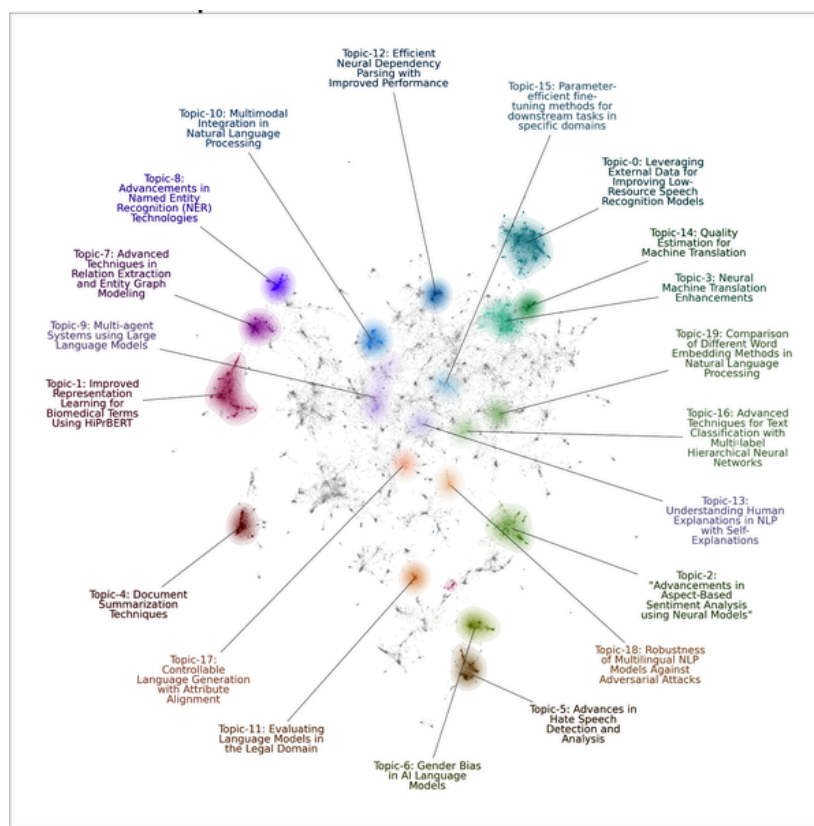 Topic-12: Efficient
Neural Dependency
Parsing with
Improved Performance
Topic-15: Parameter-
efficient fine-
tuning methods for
downstream tasks in
specific domains
Topic-10: Multimodal
Integration in
Natural Language
Processing
Topic-0: Leveraging
External Data for
Improving Low-
Resource Speech
Recognition Models
Topic-8:
Advancements in
Named Entity
Recognition (NER)
Technologies
Topic-14: Quality
Estimation for
Machine Translation
Topic-7: Advanced
Techniques in
Relation Extraction
and Entity Graph
Modeling
Topic-3: Neural
Machine Translation
Enhancements
Topic-9: Multi-agent
Systems using Large
Language Models
Topic-19: Comparison
of Different Word
Embedding Methods in
Natural Language
Processing
Topic-1: Improved
Representation
Learning for
Biomedical Terms
Using HiPrBERT
Topic-16: Advanced
Techniques for Text
Classification with
Multi-label
Hierarchical Neural
Networks
Topic-13:
Understanding Human
Explanations in NLP
with Self-
Explanations
Topic-4: Document
Summarization
Techniques
Topic-2:
"Advancements in
Aspect-Based
Sentiment Analysis
using Neural Models"
Topic-17:
Controllable
Language Generation
with Attribute
Alignment
Topic-18: Robustness
of Multilingual NLP
Models Against
Adversarial Attacks
Topic-11: Evaluating
Language Models in
the Legal Domain
Topic-5: Advances in
Hate Speech
Detection and
Analysis
Topic-6: Gender Bias
in AI Language
Models